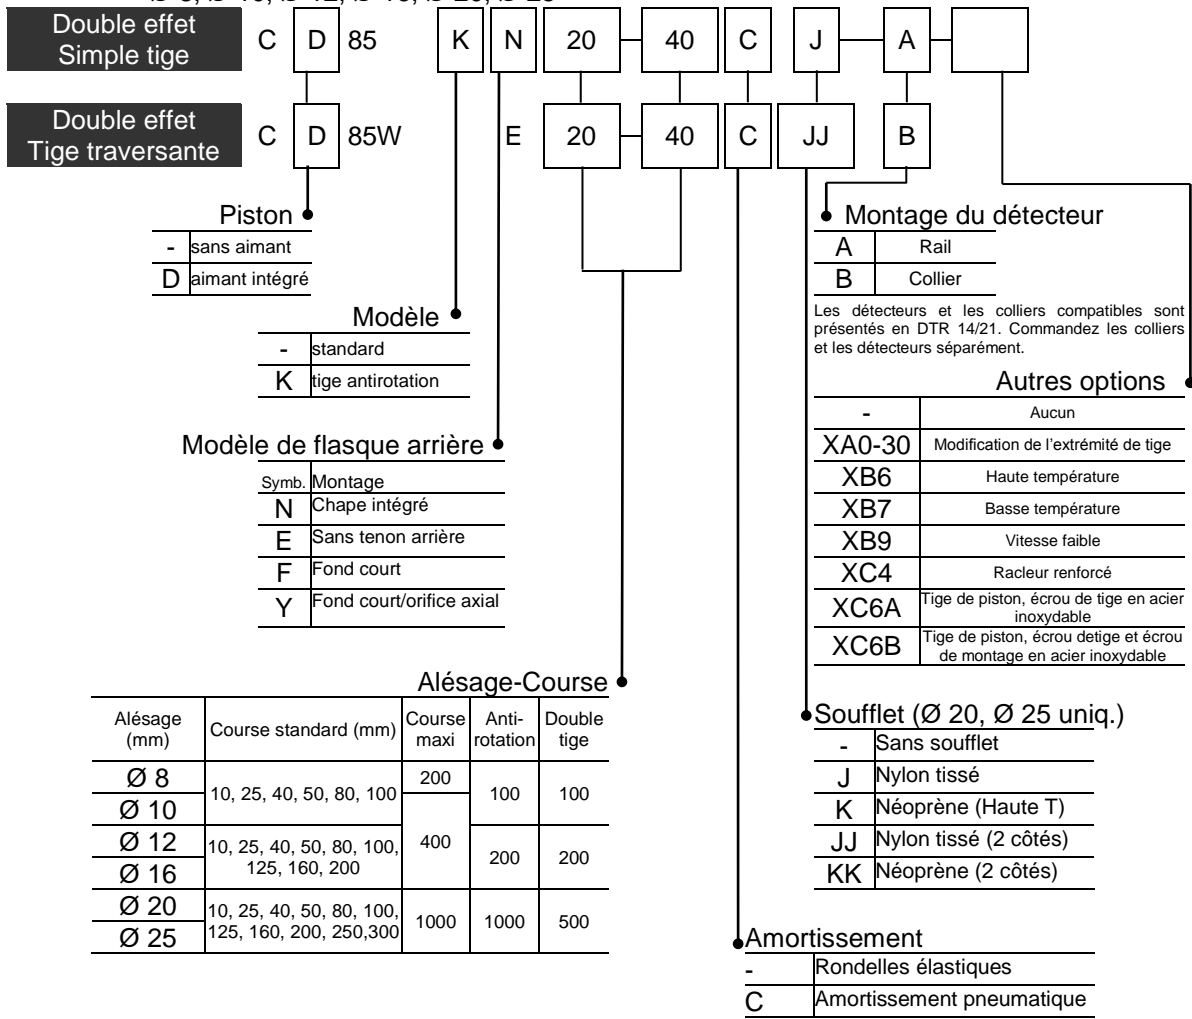 Double effet
Simple tige
C D 85 K N 20 40 C J A
Double effet
Tige traversante
C D 85W E 20 40 C JJ B
Piston
- sans aimant
D aimant intégré
Modèle
- standard
K tige antirotation
Modèle de flasque arrière
Symb. Montage
N Chape intégré
E Sans tenon arrière
F Fond court
Y Fond court/orifice axial
Montage du détecteur
A Rail
B Collier
Les détecteurs et les colliers compatibles sont
présentés en DTR 14/21. Commandez les colliers
et les détecteurs séparément.
Autres options
- Aucun
XA0-30 Modification de l'extrémité de tige
XB6 Haute température
XB7 Basse température
XB9 Vitesse faible
XC4 Racleur renforcé
XC6A Tige de piston, écrou de tige en acier
inoxydable
XC6B Tige de piston, écrou detige et écrou
de montage en acier inoxydable
Alésage-Course
Alésage
(mm)
Course standard (mm)
Course
maxi
Anti-
rotation
Double
tige
Ø 8
Ø 10
10, 25, 40, 50, 80, 100
200
100
100
Ø 12
Ø 16
10, 25, 40, 50, 80, 100,
125, 160, 200
400
200
200
Ø 20
Ø 25
10, 25, 40, 50, 80, 100,
125, 160, 200, 250,300
1000
1000
500
Soufflet (Ø 20, Ø 25 uniq.)
- Sans soufflet
J Nylon tissé
K Néoprène (Haute T)
JJ Nylon tissé (2 côtés)
KK Néoprène (2 côtés)
Amortissement
- Rondelles élastiques
C Amortissement pneumatique